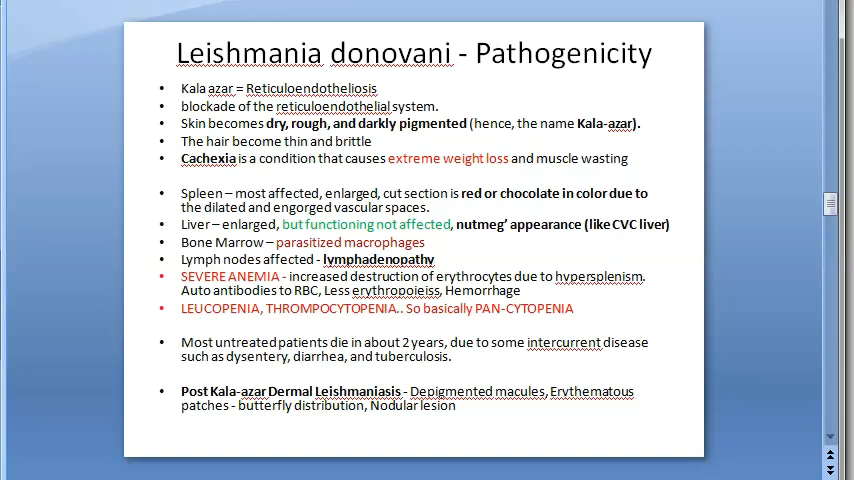 Leishmania donovani - Pathogenicity
• Kala azar = Reticuloendotheliosis
• blockade of the reticuloendothelial system.
• Skin becomes dry, rough, and darkly pigmented (hence, the name Kala-azar).
• The hair become thin and brittle
• Cachexia is a condition that causes extreme weight loss and muscle wasting
• Spleen – most affected, enlarged, cut section is red or chocolate in color due to
the dilated and engorged vascular spaces.
• Liver – enlarged, but functioning not affected, nutmeg’ appearance (like CVC liver)
• Bone Marrow – parasitized macrophages
• Lymph nodes affected - lymphadenopathy
• SEVERE ANEMIA - increased destruction of erythrocytes due to hypersplenism.
Auto antibodies to RBC, Less erythropoieiss, Hemorrhage
• LEUCOPENIA, THROMPOCYTOPENIA.. So basically PAN-CYTOPENIA
• Most untreated patients die in about 2 years, due to some intercurrent disease
such as dysentery, diarrhea, and tuberculosis.
• Post Kala-azar Dermal Leishmaniasis - Depigmented macules, Erythematous
patches - butterfly distribution, Nodular lesion